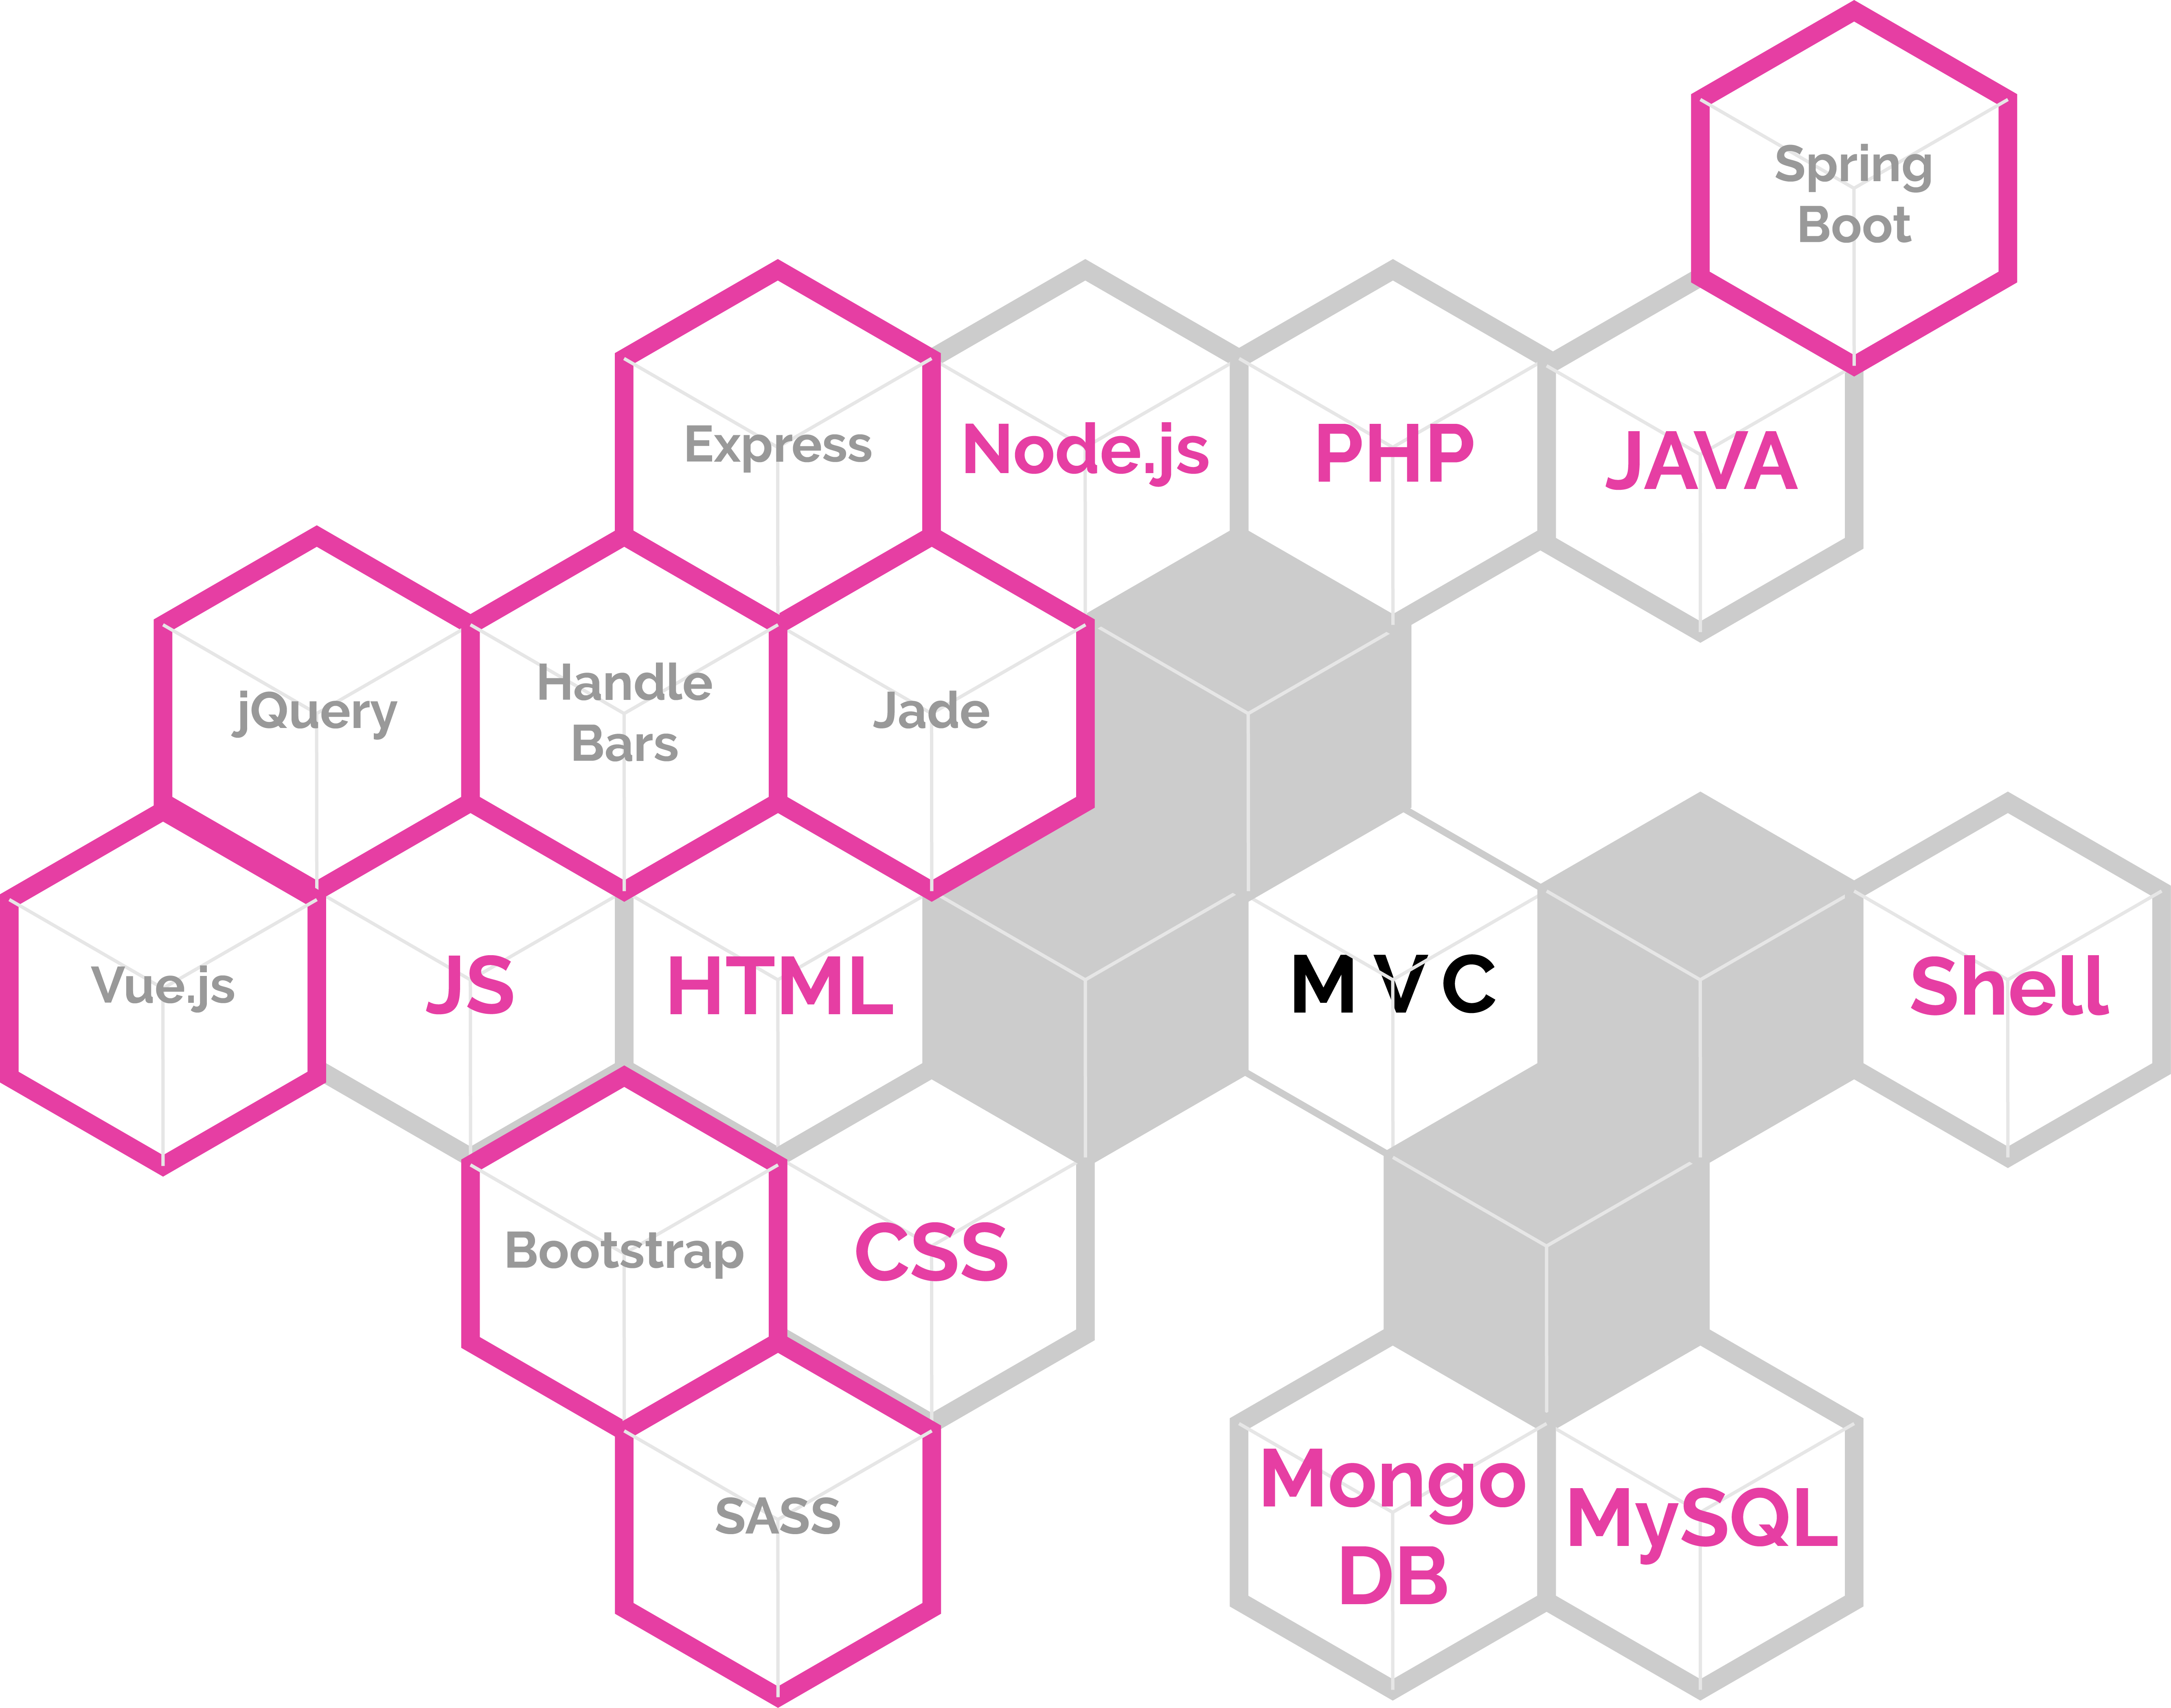 Spring
Boot
Express
Node.js
PHP
JAVA
jQuery
Handle
Bars
Jade
Vue.js
JS
HTML
MVC
Shell
Bootstrap
CSS
SASS
Mongo
DB
MySQL